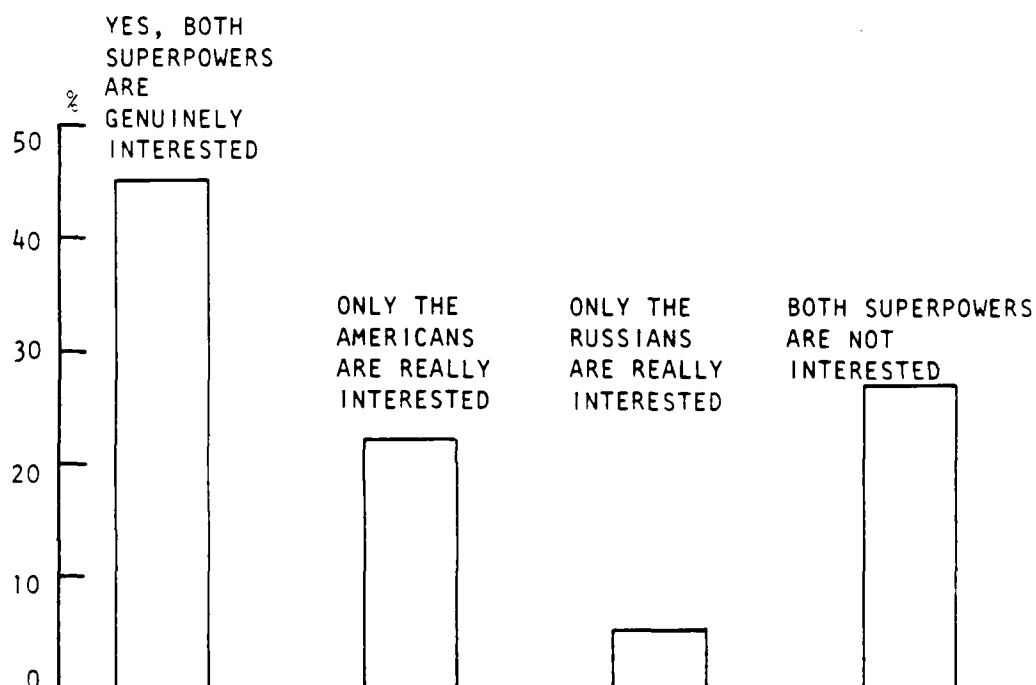 YES, BOTH
SUPERPOWERS
ARE
GENUINELY
INTERESTED
%
50
40
30
20
10
0
ONLY THE
AMERICANS
ARE REALLY
INTERESTED
ONLY THE
RUSSIANS
ARE REALLY
INTERESTED
BOTH SUPERPOWERS
ARE NOT
INTERESTED